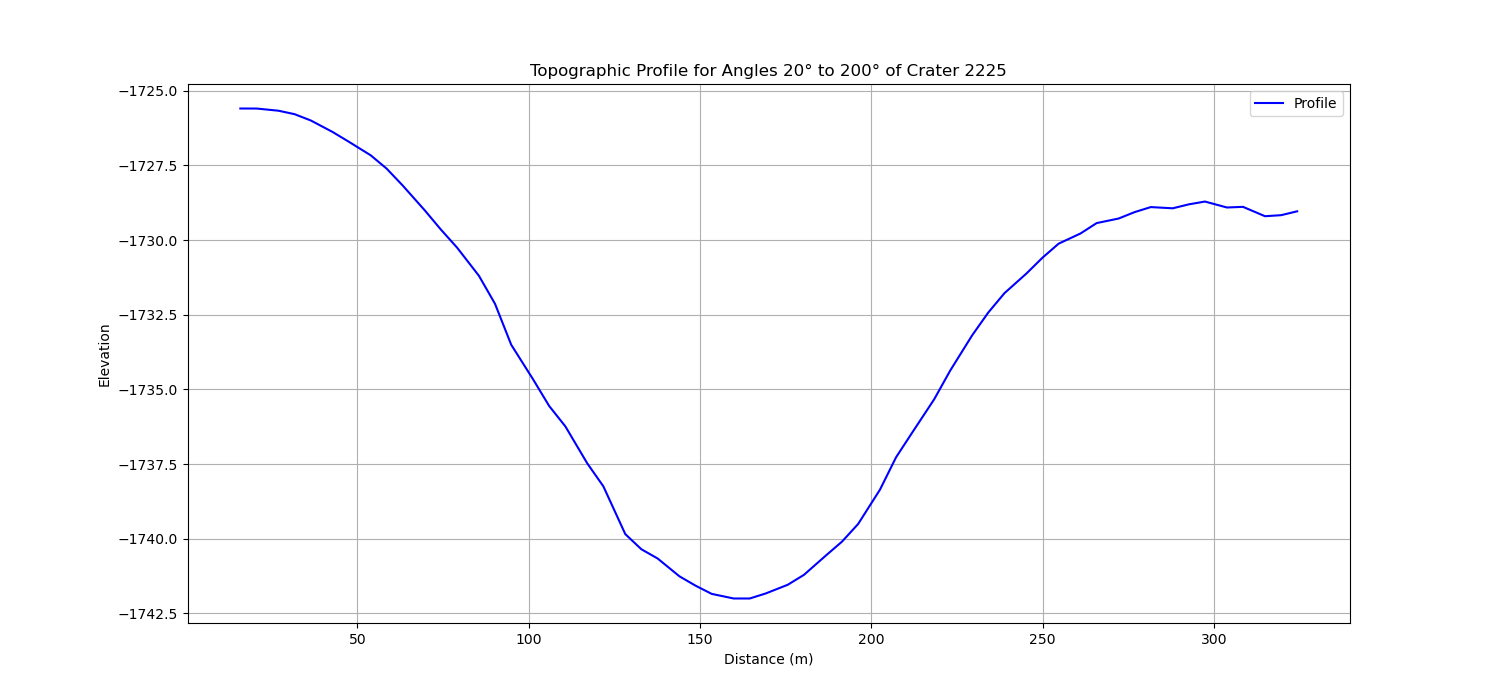 Topographic Profile for Angles 20° to 200° of Crater 2225
Profile
Elevation
−1725.0
−1727.5
−1730.0
−1732.5
−1735.0
−1737.5
−1740.0
−1742.5
50 100 150 200 250 300
Distance (m)